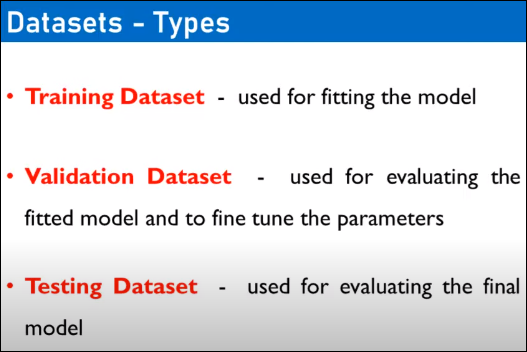 Datasets - Types
• Training Dataset - used for fitting the model
• Validation Dataset - used for evaluating the
fitted model and to fine tune the parameters
• Testing Dataset - used for evaluating the final
model